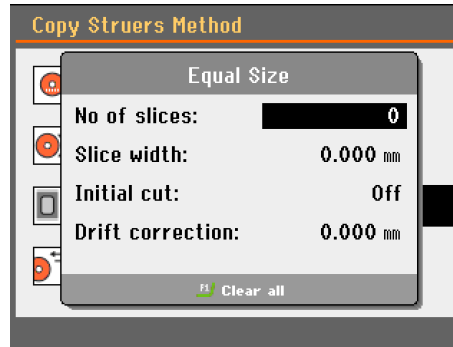 Copy Struers Method
Equal Size
No of slices: 0
Slice width: 0.000 mm
Initial cut: Off
Drift correction: 0.000 mm
F1 Clear all